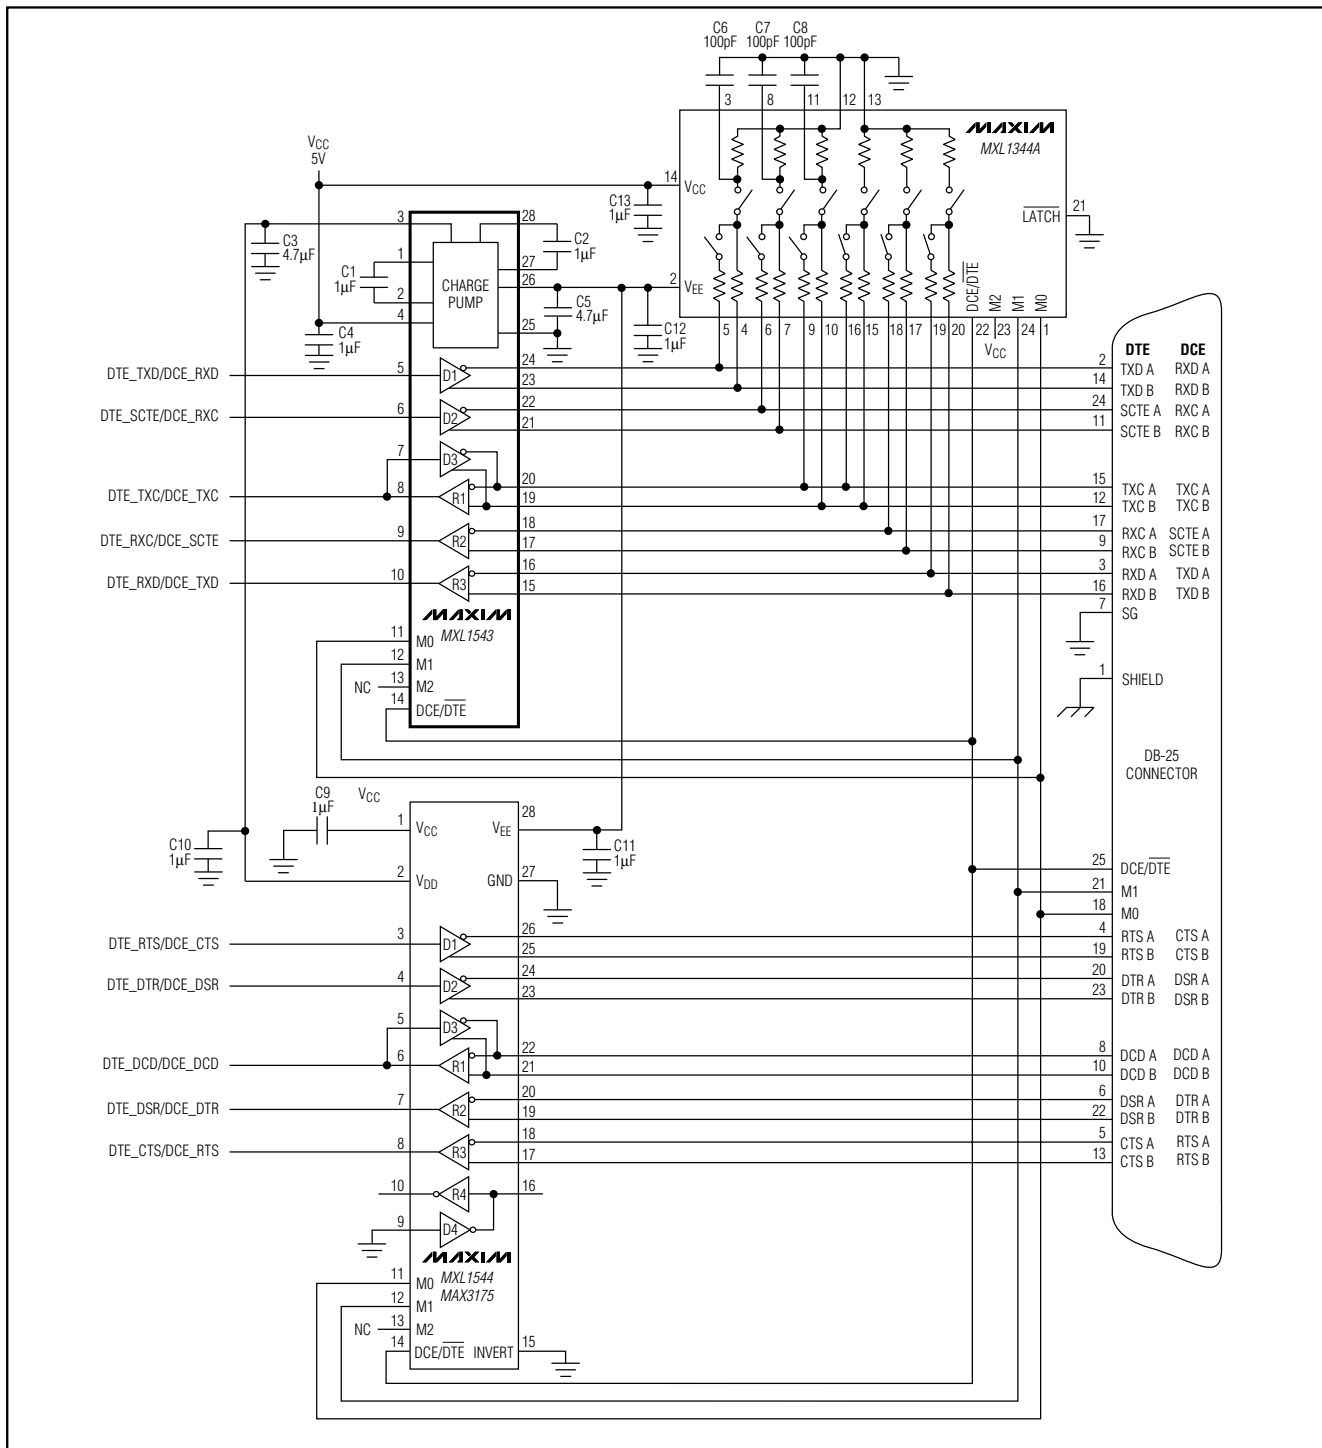 C6 C7 C8
100pF 100pF 100pF
3 8 11 12 13
MAXIM
MXL1344A
VCC
5V
14 VCC
C13
1µF
LATCH 21
3 28
C3
4.7µF
C2
1µF
1 27
C1
1µF
CHARGE
PUMP
26 2 VEE
2
4
C5
4.7µF
25
C4
1µF
C12
1µF
DCE/DTE M2 M1 M0
5 4 6 7 9 10 16 15 18 17 19 20 22 23 24 1
VCC
DTE DCE
DTE_TXD/DCE_RXD 5 D1 24 2 TXD A RXD A
23 14 TXD B RXD B
DTE_SCTE/DCE_RXC 6 D2 22 24 SCTE A RXC A
21 11 SCTE B RXC B
7 D3
DTE_TXC/DCE_TXC 8 R1 20 15 TXC A TXC A
19 12 TXC B TXC B
DTE_RXC/DCE_SCTE 9 R2 18 17 RXC A SCTE A
17 9 RXC B SCTE B
DTE_RXD/DCE_TXD 10 R3 16 3 RXD A TXD A
15 16 RXD B TXD B
7 SG
MAXIM
MXL1543
11 M0
12 M1
NC 13 M2
14 DCE/DTE
1 SHIELD
DB-25
CONNECTOR
C9
1µF
VCC
1 VCC VEE 28
C10
1µF
C11
1µF
2 VDD GND 27
25 DCE/DTE
21 M1
18 M0
DTE_RTS/DCE_CTS 3 D1 26 4 RTS A CTS A
25 19 RTS B CTS B
DTE_DTR/DCE_DSR 4 D2 24 20 DTR A DSR A
23 23 DTR B DSR B
5 D3
DTE_DCD/DCE_DCD 6 R1 22 8 DCD A DCD A
21 10 DCD B DCD B
DTE_DSR/DCE_DTR 7 R2 20 6 DSR A DTR A
19 22 DSR B DTR B
DTE_CTS/DCE_RTS 8 R3 18 5 CTS A RTS A
17 13 CTS B RTS B
10 R4 16
9 D4
MAXIM
MXL1544
MAX3175
11 M0
12 M1
NC 13 M2
14 DCE/DTE INVERT 15